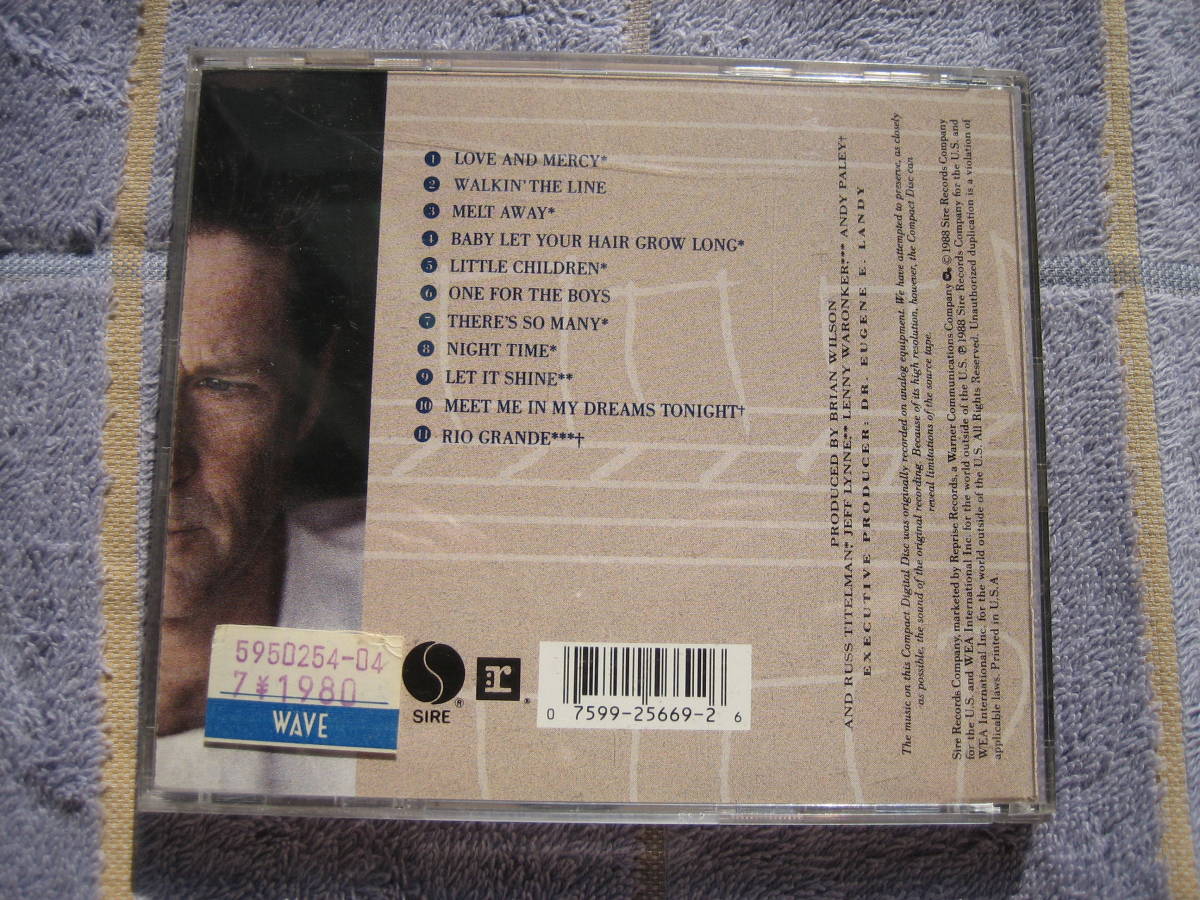 1 LOVE AND MERCY*
2 WALKIN' THE LINE
3 MELT AWAY*
4 BABY LET YOUR HAIR GROW LONG*
5 LITTLE CHILDREN*
6 ONE FOR THE BOYS
7 THERE'S SO MANY*
8 NIGHT TIME*
9 LET IT SHINE**
10 MEET ME IN MY DREAMS TONIGHT†
11 RIO GRANDE***†
PRODUCED BY BRIAN WILSON
AND RUSS TITELMAN,* JEFF LYNNE,** LENNY WARONKER,*** ANDY PALEY†
EXECUTIVE PRODUCER: DR. EUGENE E. LANDY
The music on this Compact Digital Disc was originally recorded on analog equipment. We have attempted to preserve, as closely
as possible, the sound of the original recording. Because of its high resolution, however, the Compact Disc can
reveal limitations of the source tape.
Sire Records Company, marketed by Reprise Records, a Warner Communications Company © 1988 Sire Records Company
for the U.S. and WEA International Inc. for the world outside of the U.S. ℗ 1988 Sire Records Company for the U.S. and
WEA International Inc. for the world outside of the U.S. All Rights Reserved. Unauthorized duplication is a violation of
applicable laws. Printed in U.S.A.
5950254-04
7 ¥1980
WAVE
SIRE ®
:r ®
0 7599-25669-2 6